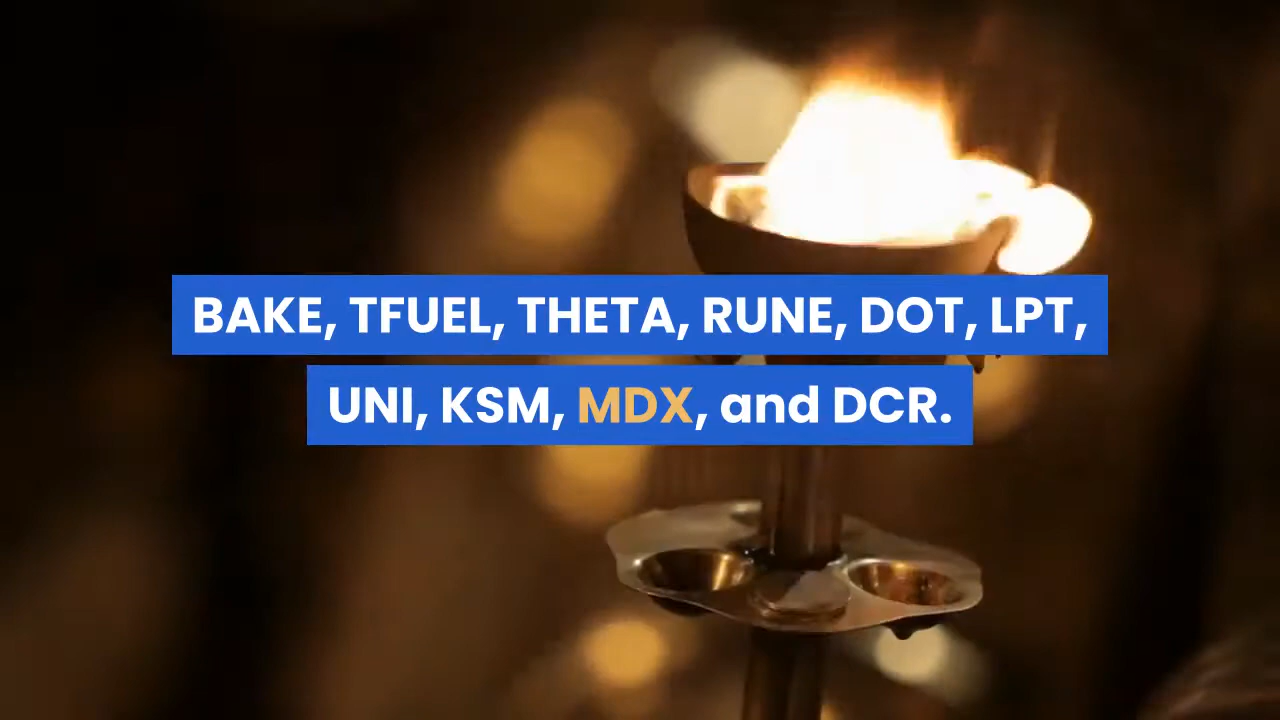 BAKE, TFUEL, THETA, RUNE, DOT, LPT,
UNI, KSM, MDX, and DCR.